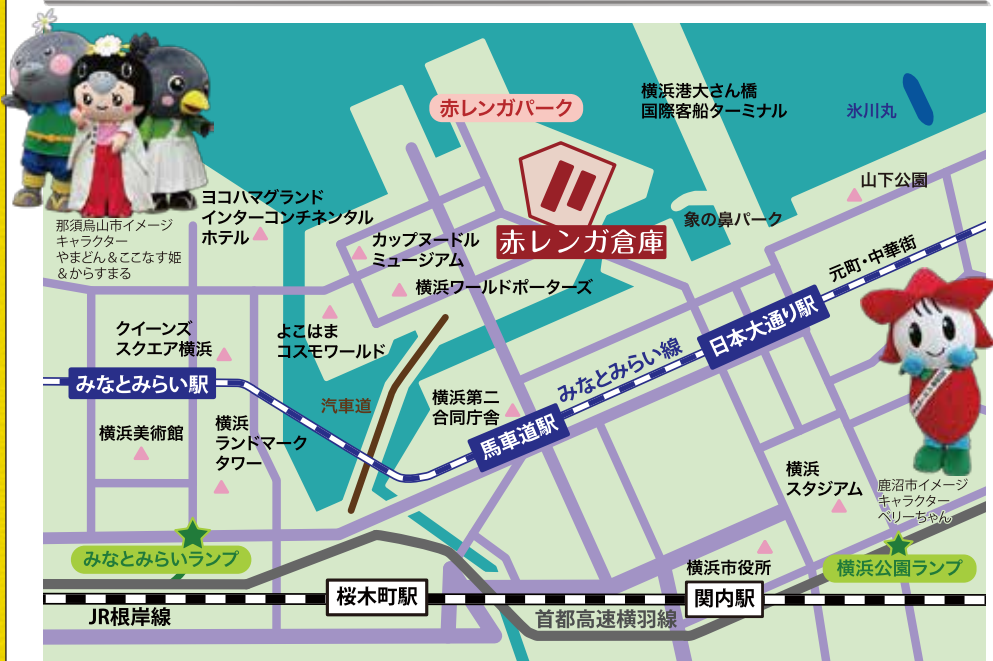 赤レンガパーク
横浜港大さん橋
国際客船ターミナル
氷川丸
山下公園
ヨコハマグランド
インターコンチネンタル
ホテル
象の鼻パーク
那須烏山市イメージ
キャラクター
やまどん＆ここなす姫
＆からすまる
カップヌードル
ミュージアム
赤レンガ倉庫
元町・中華街
横浜ワールドポーターズ
クイーンズ
スクエア横浜
よこはま
コスモワールド
日本大通り駅
みなとみらい線
みなとみらい駅
汽車道
横浜第二
合同庁舎
馬車道駅
横浜美術館
横浜
ランドマーク
タワー
横浜
スタジアム
鹿沼市イメージ
キャラクター
ベリーちゃん
みなとみらいランプ
横浜市役所
横浜公園ランプ
桜木町駅
関内駅
JR根岸線
首都高速横羽線